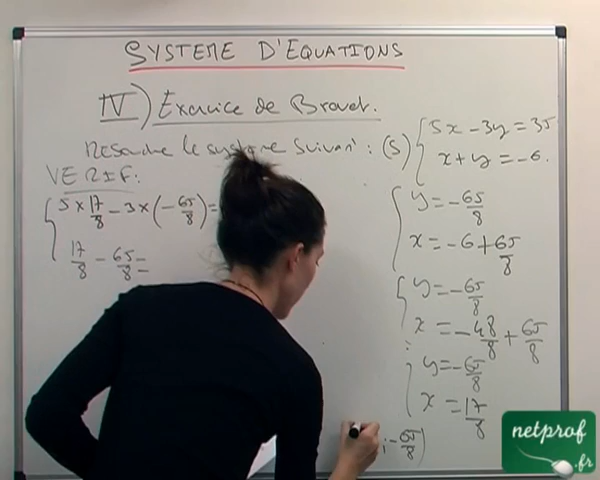 SYSTEME D'EQUATIONS
IV) Exercice de Brevet.
Resoudre le système suivant : (S) { 5x - 3y = 35
x + y = -6.
VERIF:
{ 5 × 17/8 - 3 × (-65/8) =
17/8 - 65/8 =
{ y = -65/8
x = -6 + 65/8
{ y = -65/8
x = -48/8 + 65/8
{ y = -65/8
x = 17/8
; -65/8)
netprof
.fr